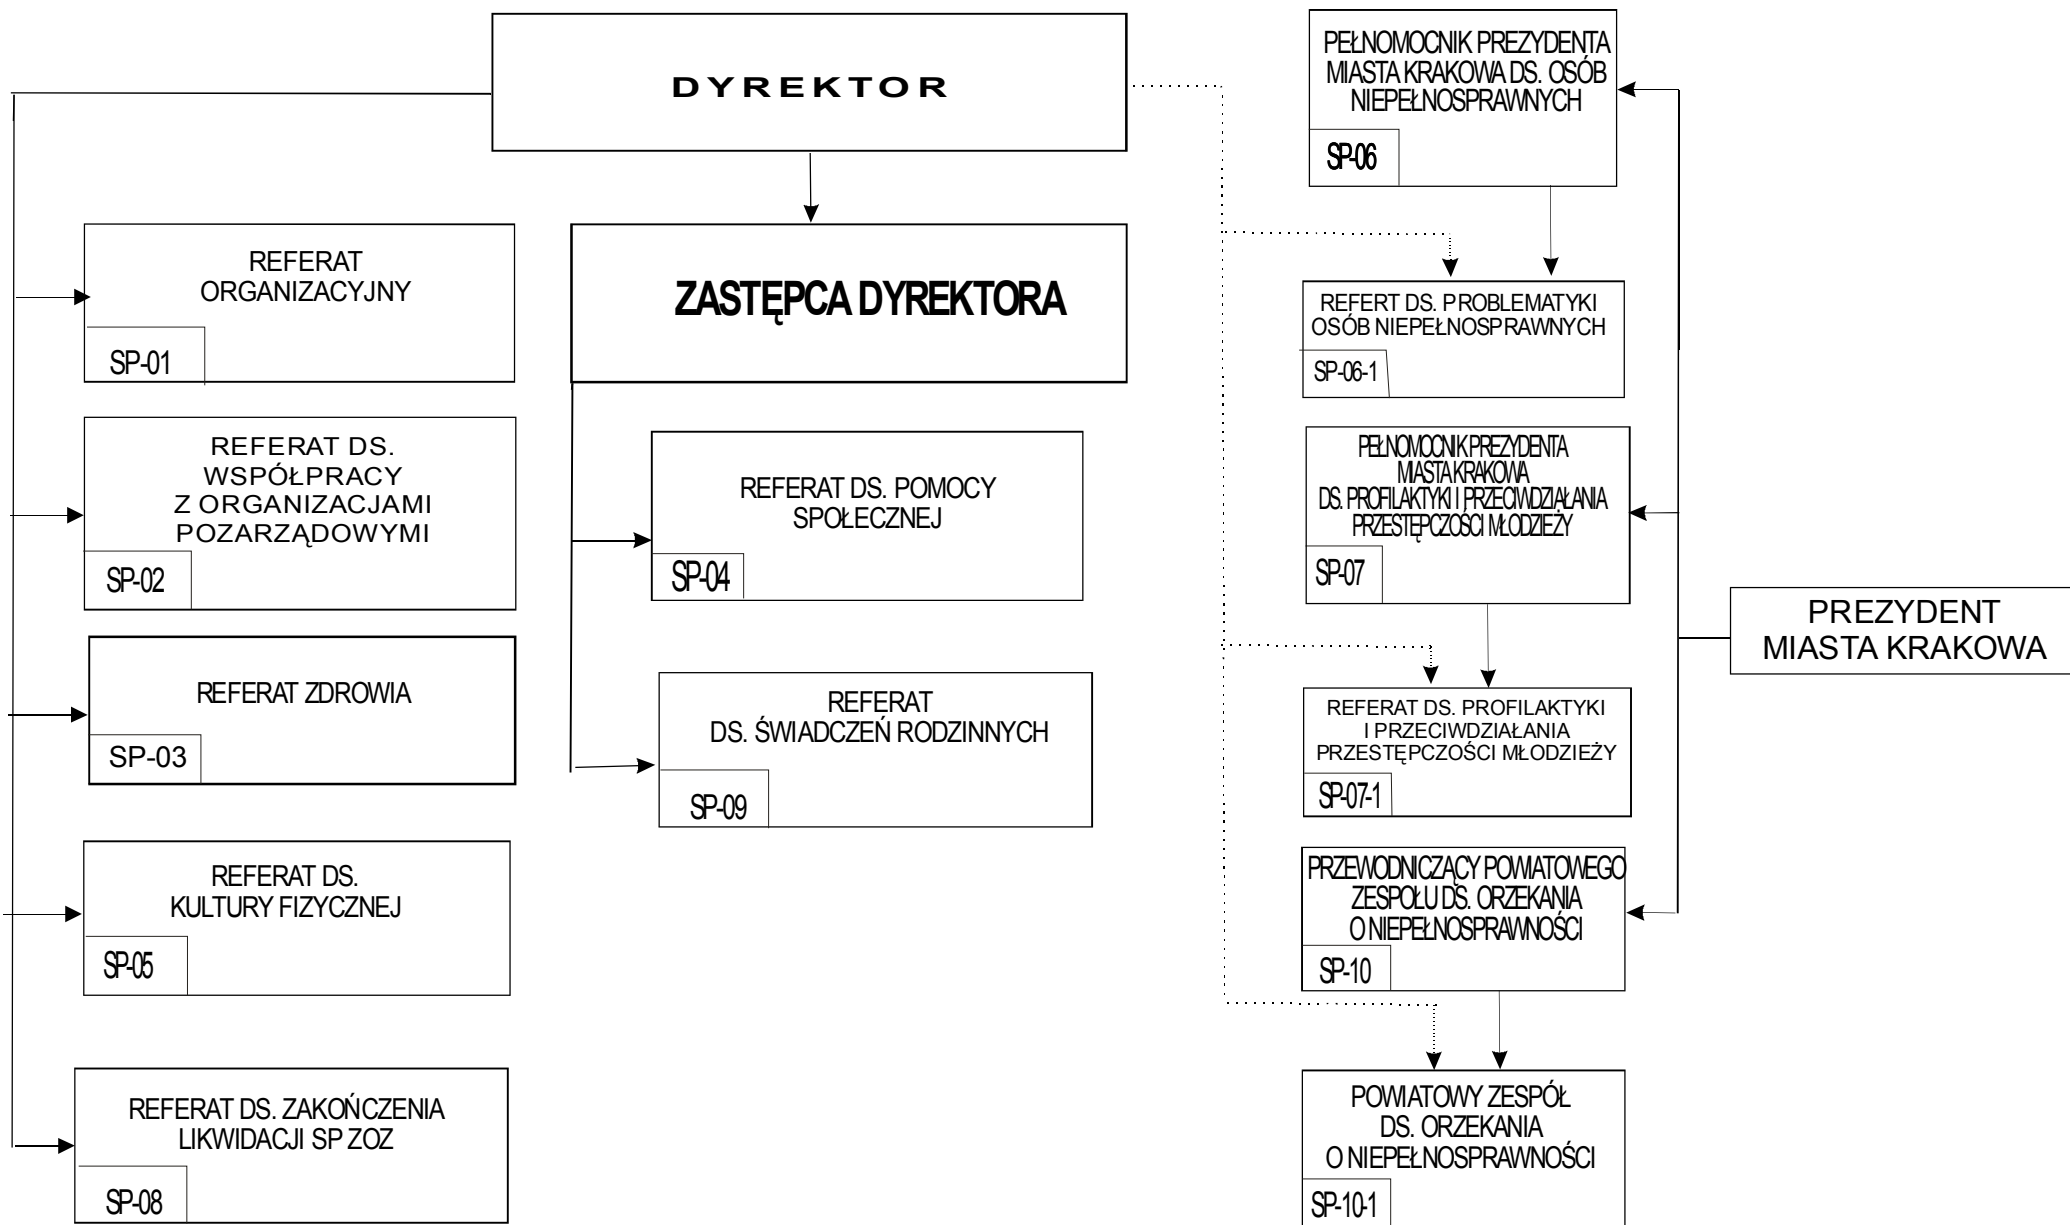 DYREKTOR
PEŁNOMOCNIK PREZYDENTA
MIASTA KRAKOWA DS. OSÓB
NIEPEŁNOSPRAWNYCH
SP-06
REFERAT
ORGANIZACYJNY
SP-01
ZASTĘPCA DYREKTORA
REFERT DS. PROBLEMATYKI
OSÓB NIEPEŁNOSPRAWNYCH
SP-06-1
REFERAT DS.
WSPÓŁPRACY
Z ORGANIZACJAMI
POZARZĄDOWYMI
SP-02
REFERAT DS. POMOCY
SPOŁECZNEJ
SP-04
PEŁNOMOCNIK PREZYDENTA
MIASTA KRAKOWA
DS. PROFILAKTYKI I PRZECIWDZIAŁANIA
PRZESTĘPCZOŚCI MŁODZIEŻY
SP-07
PREZYDENT
MIASTA KRAKOWA
REFERAT ZDROWIA
SP-03
REFERAT
DS. ŚWIADCZEŃ RODZINNYCH
SP-09
REFERAT DS. PROFILAKTYKI
I PRZECIWDZIAŁANIA
PRZESTĘPCZOŚCI MŁODZIEŻY
SP-07-1
REFERAT DS.
KULTURY FIZYCZNEJ
SP-05
PRZEWODNICZĄCY POWIATOWEGO
ZESPOŁU DS. ORZEKANIA
O NIEPEŁNOSPRAWNOŚCI
SP-10
REFERAT DS. ZAKOŃCZENIA
LIKWIDACJI SP ZOZ
SP-08
POWIATOWY ZESPÓŁ
DS. ORZEKANIA
O NIEPEŁNOSPRAWNOŚCI
SP-10-1